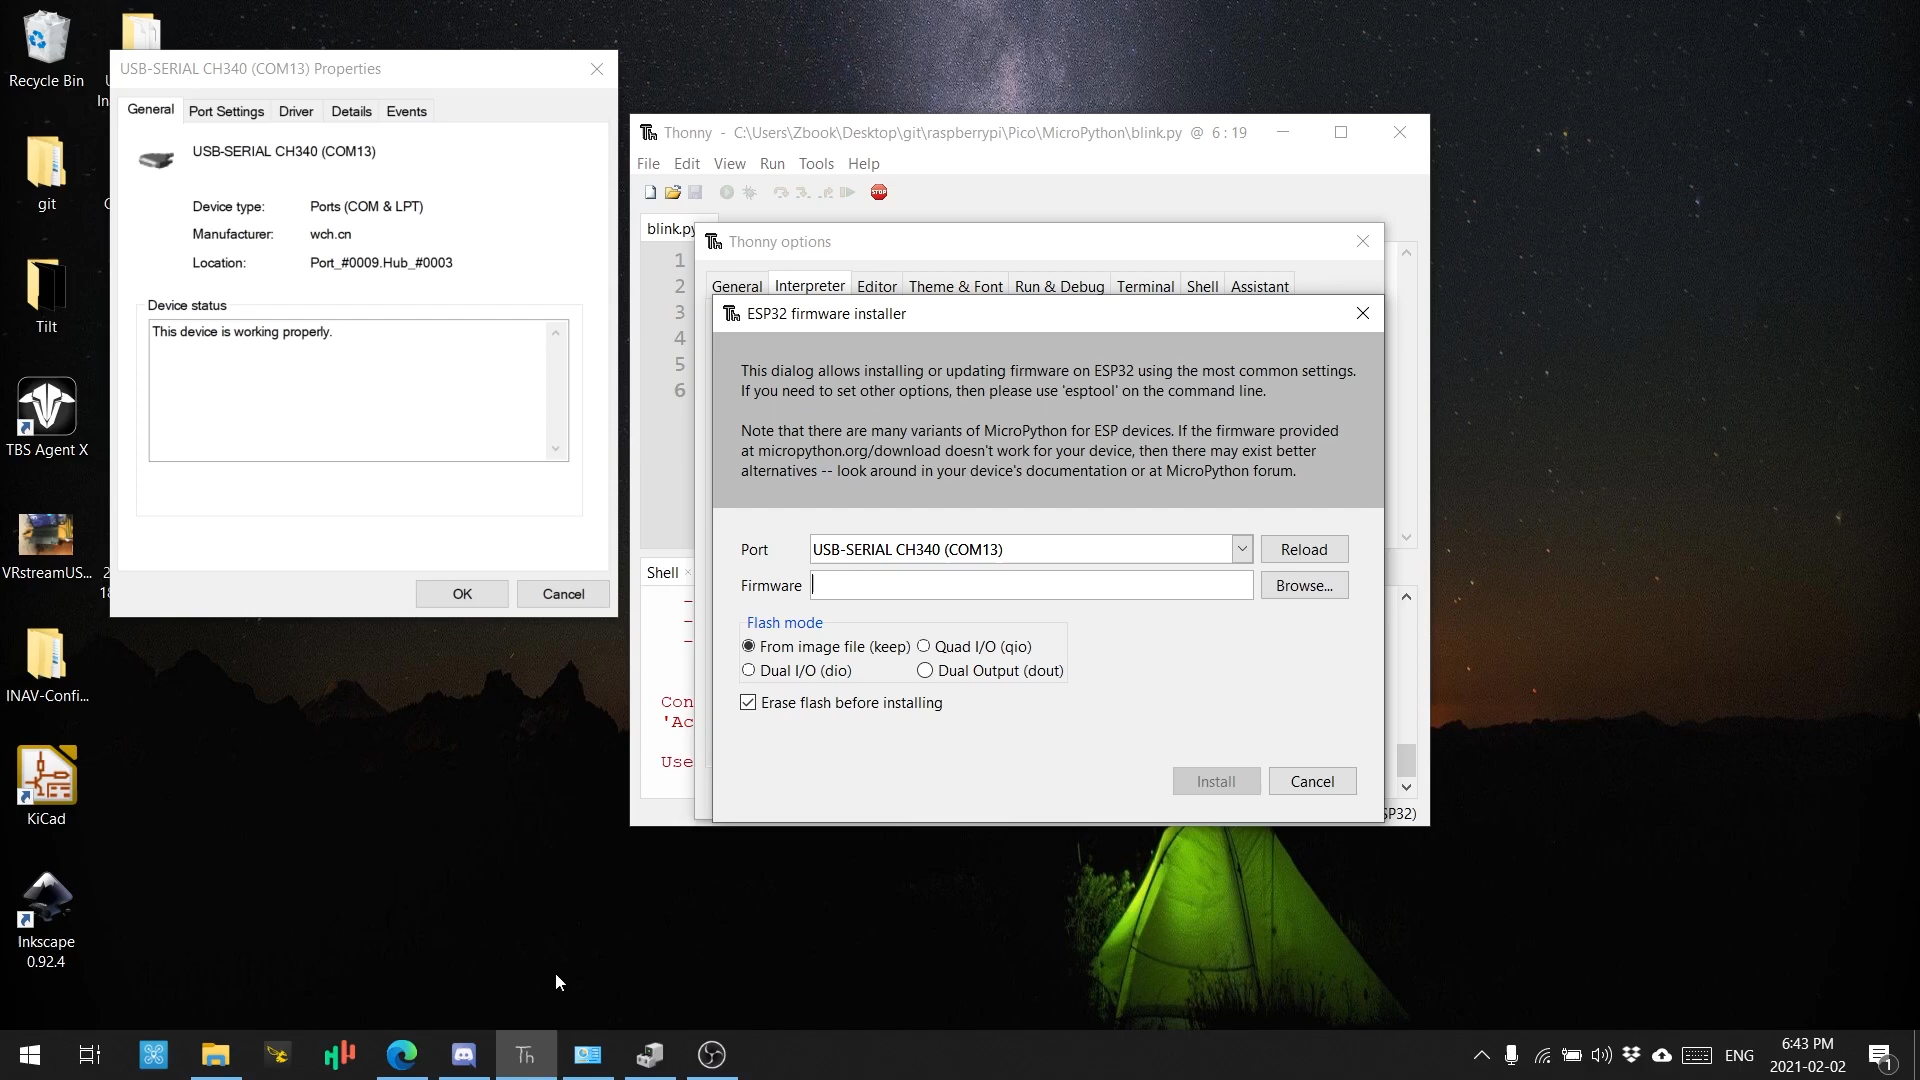 Recycle Bin
git
Tilt
TBS Agent X
VRstreamUS...
INAV-Confi...
KiCad
Inkscape
0.92.4
USB-SERIAL CH340 (COM13) Properties
General Port Settings Driver Details Events
USB-SERIAL CH340 (COM13)
Device type: Ports (COM & LPT)
Manufacturer: wch.cn
Location: Port_#0009.Hub_#0003
Device status
This device is working properly.
OK Cancel
Th Thonny - C:\Users\Zbook\Desktop\git\raspberrypi\Pico\MicroPython\blink.py @ 6 : 19
File Edit View Run Tools Help
STOP
blink.py
1
2
3
4
5
6
Shell
Con
'Ac
Use
SP32)
Th Thonny options
General Interpreter Editor Theme & Font Run & Debug Terminal Shell Assistant
Th ESP32 firmware installer
This dialog allows installing or updating firmware on ESP32 using the most common settings.
If you need to set other options, then please use 'esptool' on the command line.
Note that there are many variants of MicroPython for ESP devices. If the firmware provided
at micropython.org/download doesn't work for your device, then there may exist better
alternatives -- look around in your device's documentation or at MicroPython forum.
Port USB-SERIAL CH340 (COM13) Reload
Firmware Browse...
Flash mode
From image file (keep) Quad I/O (qio)
Dual I/O (dio) Dual Output (dout)
Erase flash before installing
Install Cancel
Th
ENG
6:43 PM
2021-02-02
1